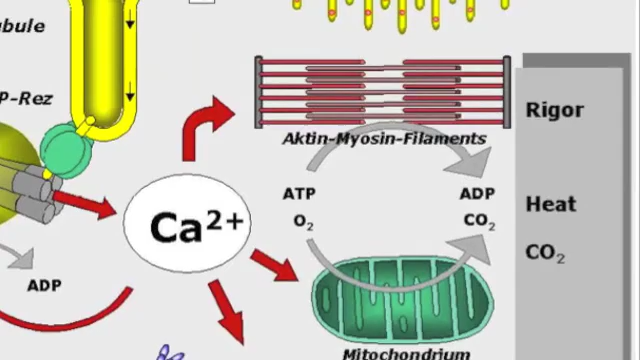 ubule
P-Rez
Aktin-Myosin-Filaments
Rigor
ATP
ADP
O₂
CO₂
Heat
Ca²⁺
CO₂
ADP
Mitochondrium